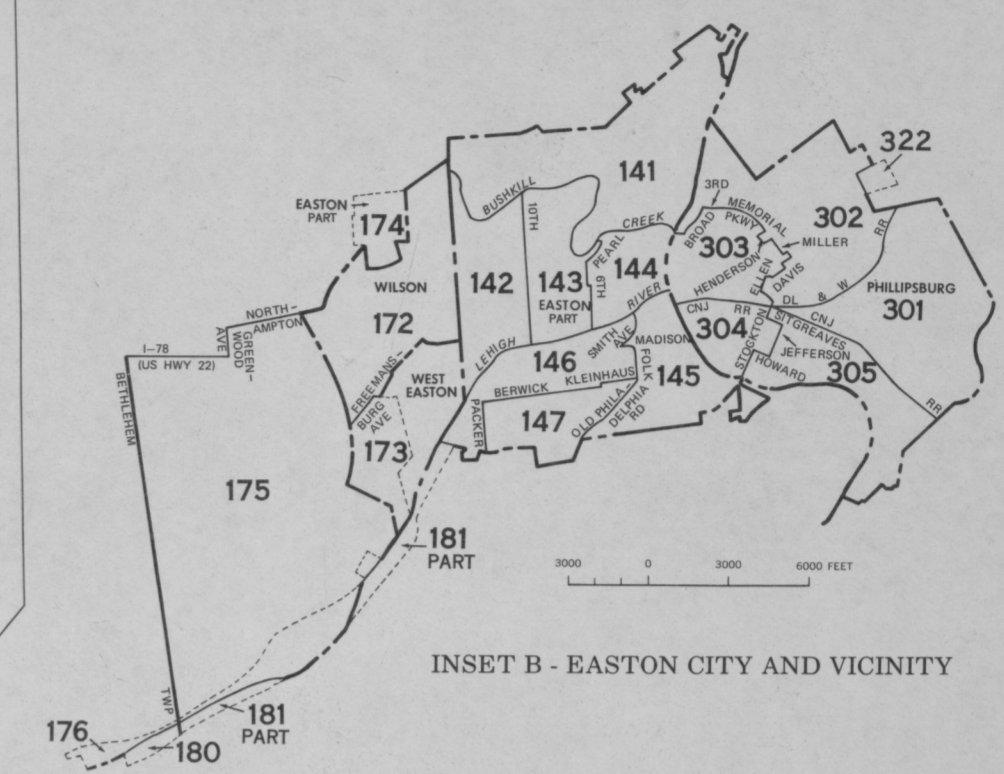 322
141
3RD
MEMORIAL
PKWY
BROAD
302
MILLER
303
EASTON
PART
174
BUSHKILL
10TH
CREEK
PEARL
HENDERSON
ELLEN
DAVIS
RR
WILSON
142
143
144
6TH
EASTON
PART
RIVER
DL & W
PHILLIPSBURG
301
NORTH-
AMPTON
172
GREEN-
WOOD
AVE
I-78
(US HWY 22)
LEHIGH
146
SMITH
AVE
MADISON
CNJ
RR
304
STOCKTON
CNJ
SITGREAVES
JEFFERSON
HOWARD
305
RR
BETHLEHEM
TWP
FREEMANS-
BURG
AVE
WEST
EASTON
BERWICK
KLEINHAUS
FOLK
145
PACKER
147
OLD PHILA-
DELPHIA
RD
173
175
181
PART
3000 0 3000 6000 FEET
INSET B - EASTON CITY AND VICINITY
176
181
PART
180